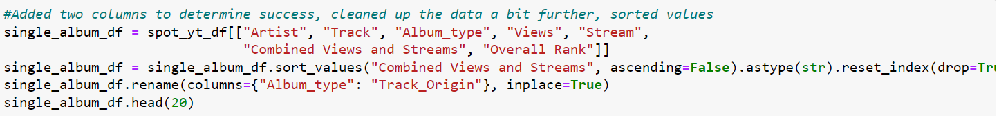 #Added two columns to determine success, cleaned up the data a bit further, sorted values
single_album_df = spot_yt_df[["Artist", "Track", "Album_type", "Views", "Stream",
"Combined Views and Streams", "Overall Rank"]]
single_album_df = single_album_df.sort_values("Combined Views and Streams", ascending=False).astype(str).reset_index(drop=Tru
single_album_df.rename(columns={"Album_type": "Track_Origin"}, inplace=True)
single_album_df.head(20)